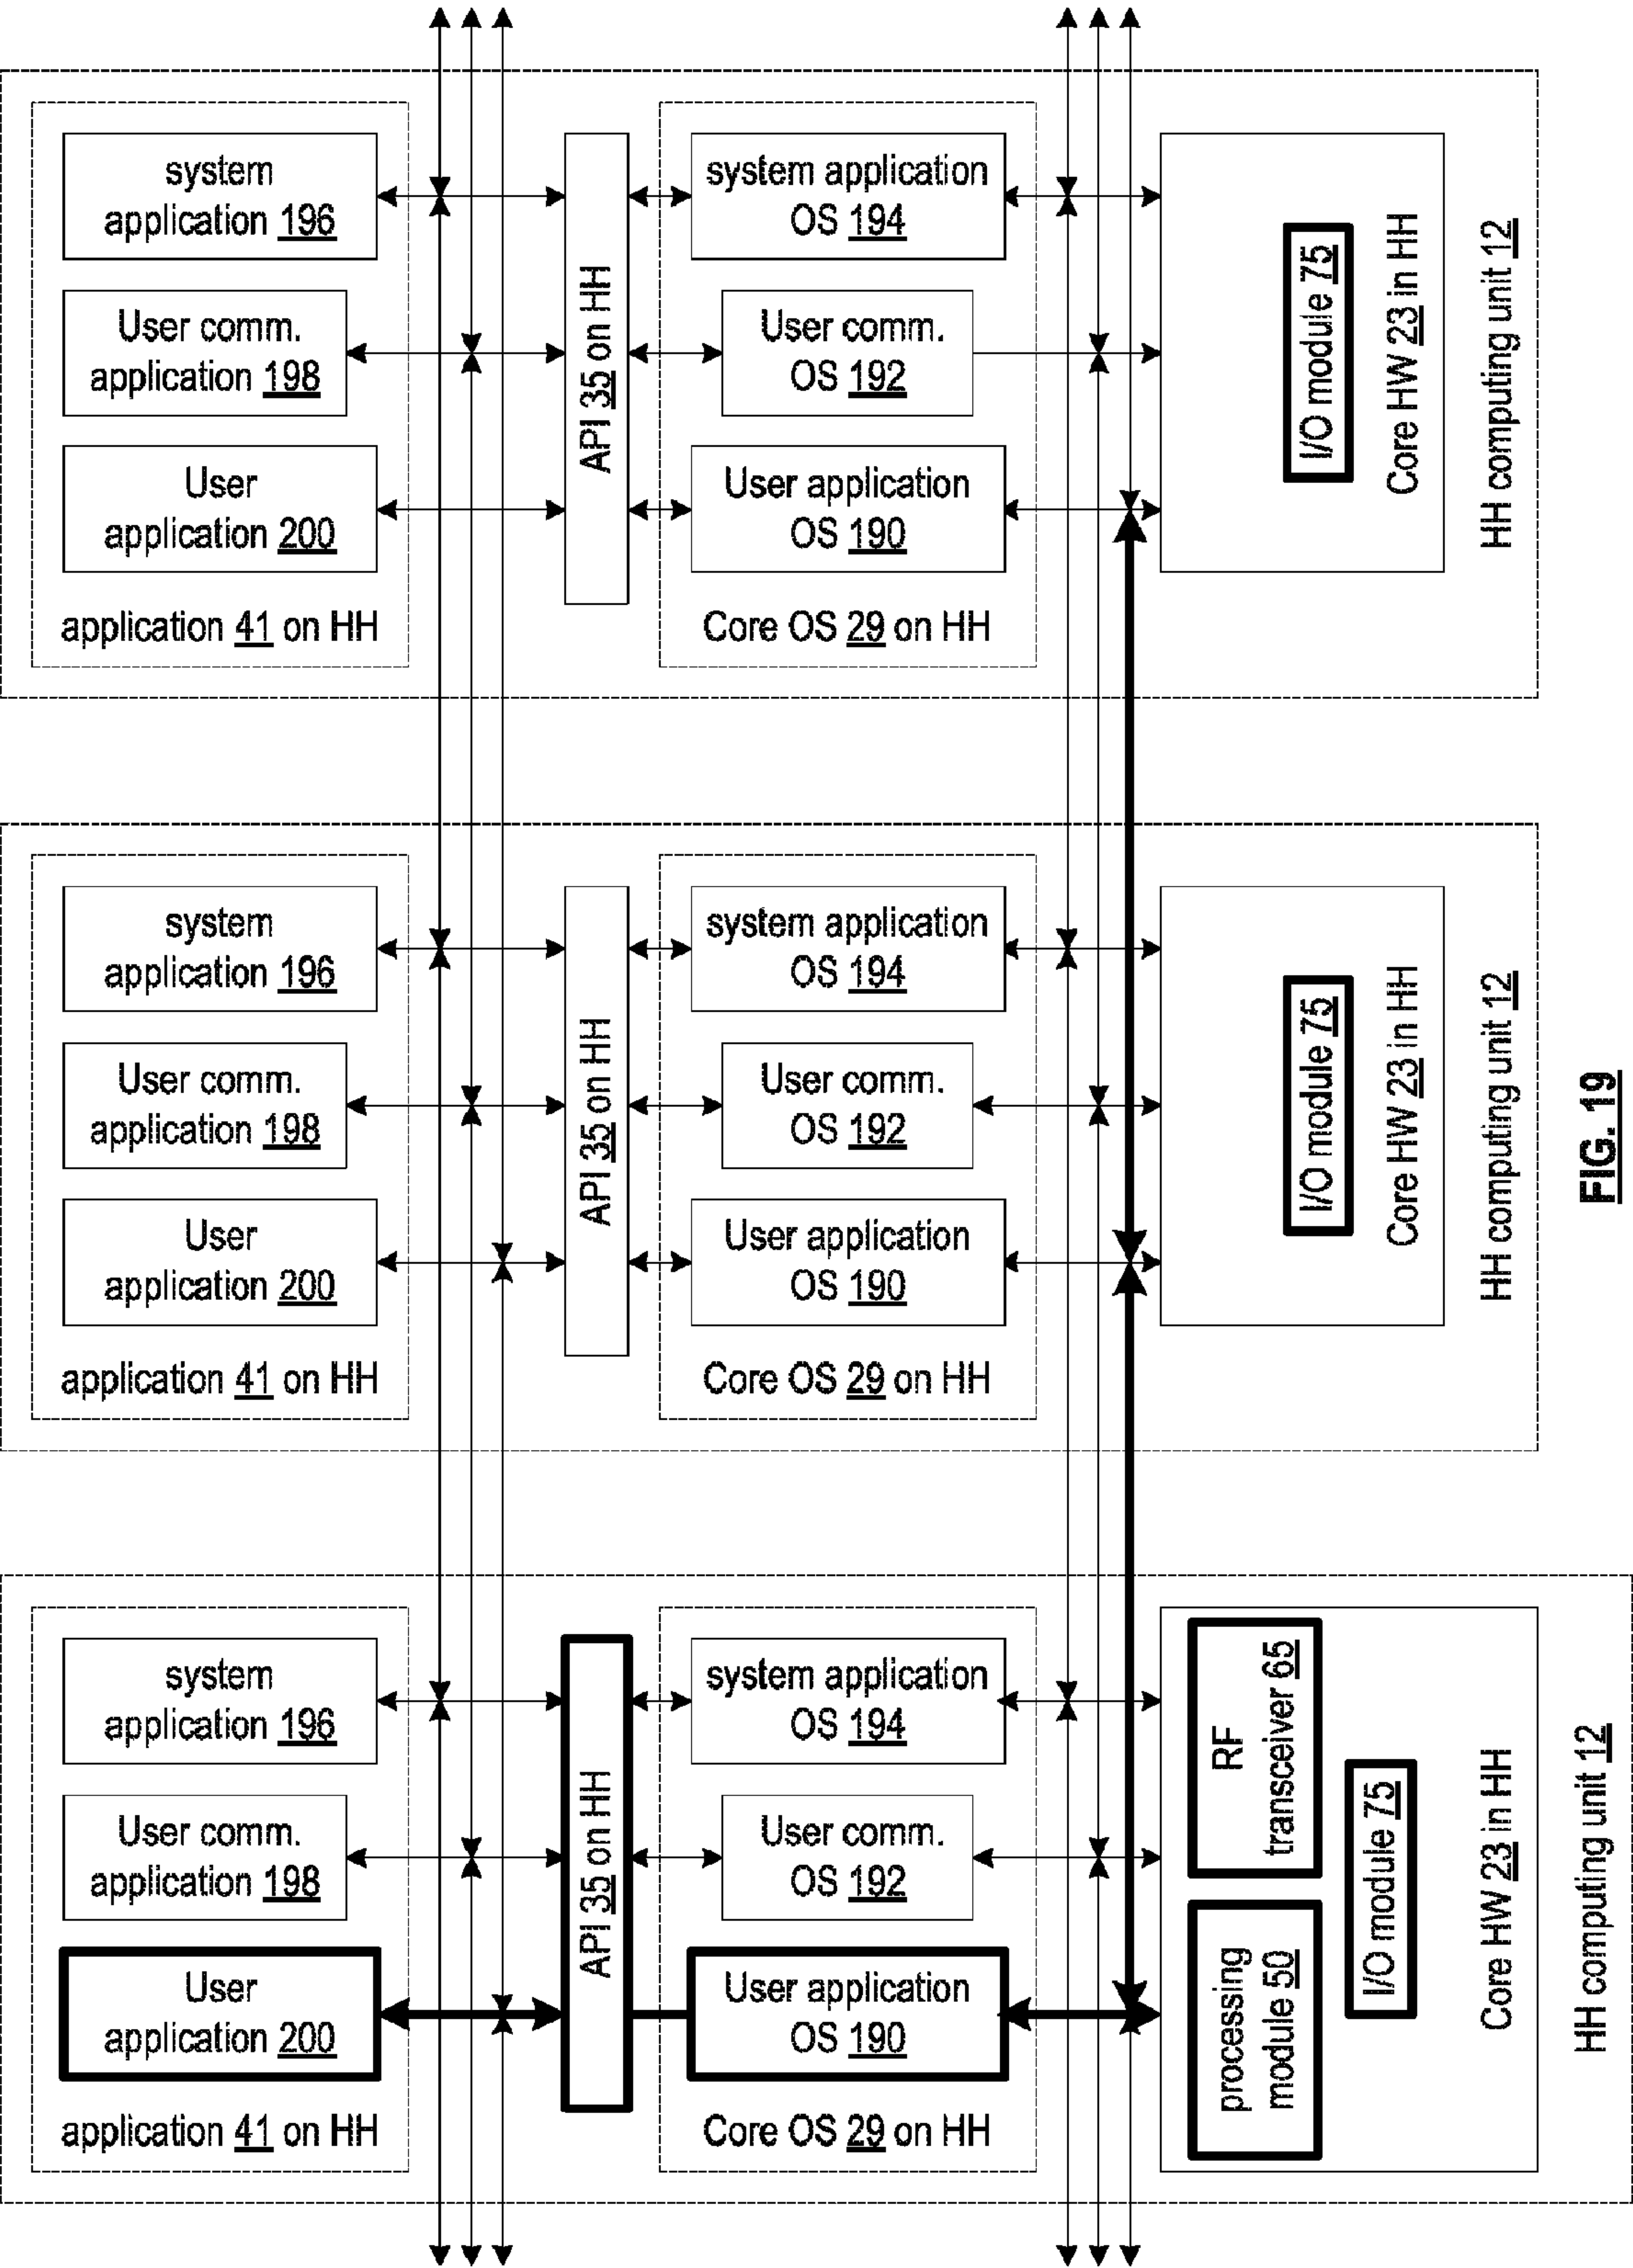 system
application 196
User comm.
application 198
User
application 200
application 41 on HH
API 35 on HH
system application
OS 194
User comm.
OS 192
User application
OS 190
Core OS 29 on HH
I/O module 75
Core HW 23 in HH
HH computing unit 12
system
application 196
User comm.
application 198
User
application 200
application 41 on HH
API 35 on HH
system application
OS 194
User comm.
OS 192
User application
OS 190
Core OS 29 on HH
I/O module 75
Core HW 23 in HH
HH computing unit 12
FIG. 19
system
application 196
User comm.
application 198
User
application 200
application 41 on HH
API 35 on HH
system application
OS 194
User comm.
OS 192
User application
OS 190
Core OS 29 on HH
RF
transceiver 65
processing
module 50
I/O module 75
Core HW 23 in HH
HH computing unit 12